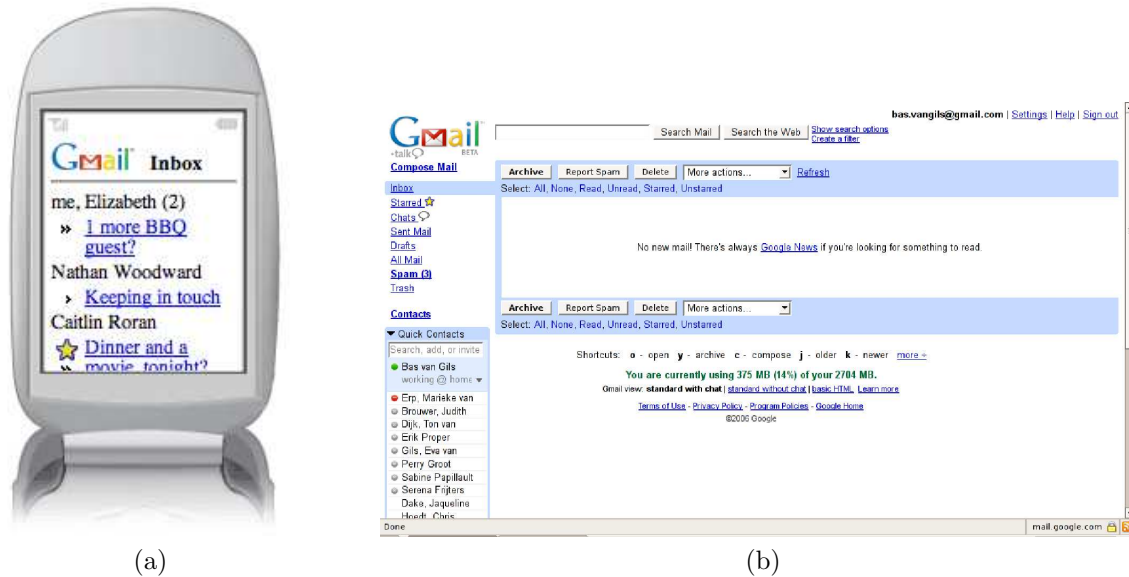 Gmail Inbox
me, Elizabeth (2)
» 1 more BBQ
guest?
Nathan Woodward
› Keeping in touch
Caitlin Roran
Dinner and a
» movie, tonight?
(a)
bas.vangils@gmail.com | Settings | Help | Sign out
Gmail
+talk BETA
Search Mail Search the Web Show search options
Create a filter
Compose Mail
Archive Report Spam Delete More actions... Refresh
Select: All, None, Read, Unread, Starred, Unstarred
Inbox
Starred
Chats
Sent Mail
Drafts
All Mail
Spam (3)
Trash
Contacts
No new mail! There's always Google News if you're looking for something to read.
Archive Report Spam Delete More actions...
Select: All, None, Read, Unread, Starred, Unstarred
Quick Contacts
Search, add, or invite
Bas van Gils
working @ home
Erp, Marieke van
Brouwer, Judith
Dijk, Ton van
Erik Proper
Gils, Eva van
Perry Groot
Sabine Papillault
Serena Frijters
Dake, Jaqueline
Hoedt, Chris
Shortcuts: o - open y - archive c - compose j - older k - newer more »
You are currently using 375 MB (14%) of your 2704 MB.
Gmail view: standard with chat | standard without chat | basic HTML Learn more
Terms of Use - Privacy Policy - Program Policies - Google Home
©2006 Google
Done
mail.google.com
(b)